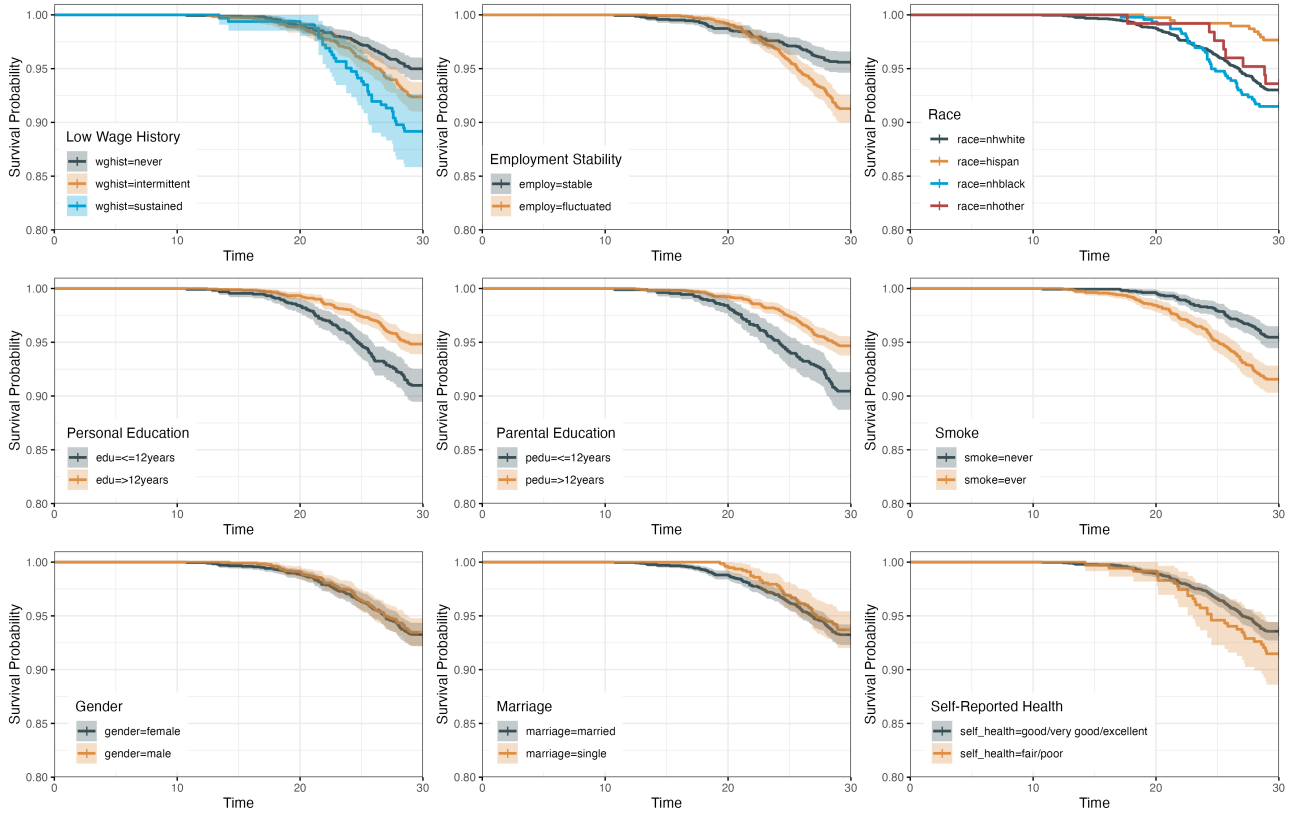 1.00
0.95
0.90
0.85
0.80
Survival Probability
Low Wage History
wghist=never
wghist=intermittent
wghist=sustained
0
10
20
30
Time
1.00
0.95
0.90
0.85
0.80
Survival Probability
Employment Stability
employ=stable
employ=fluctuated
0
10
20
30
Time
1.00
0.95
0.90
0.85
0.80
Survival Probability
Race
race=nhwhite
race=hispan
race=nhblack
race=nhother
0
10
20
30
Time
1.00
0.95
0.90
0.85
0.80
Survival Probability
Personal Education
edu=<=12years
edu=>12years
0
10
20
30
Time
1.00
0.95
0.90
0.85
0.80
Survival Probability
Parental Education
pedu=<=12years
pedu=>12years
0
10
20
30
Time
1.00
0.95
0.90
0.85
0.80
Survival Probability
Smoke
smoke=never
smoke=ever
0
10
20
30
Time
1.00
0.95
0.90
0.85
0.80
Survival Probability
Gender
gender=female
gender=male
0
10
20
30
Time
1.00
0.95
0.90
0.85
0.80
Survival Probability
Marriage
marriage=married
marriage=single
0
10
20
30
Time
1.00
0.95
0.90
0.85
0.80
Survival Probability
Self-Reported Health
self_health=good/very good/excellent
self_health=fair/poor
0
10
20
30
Time